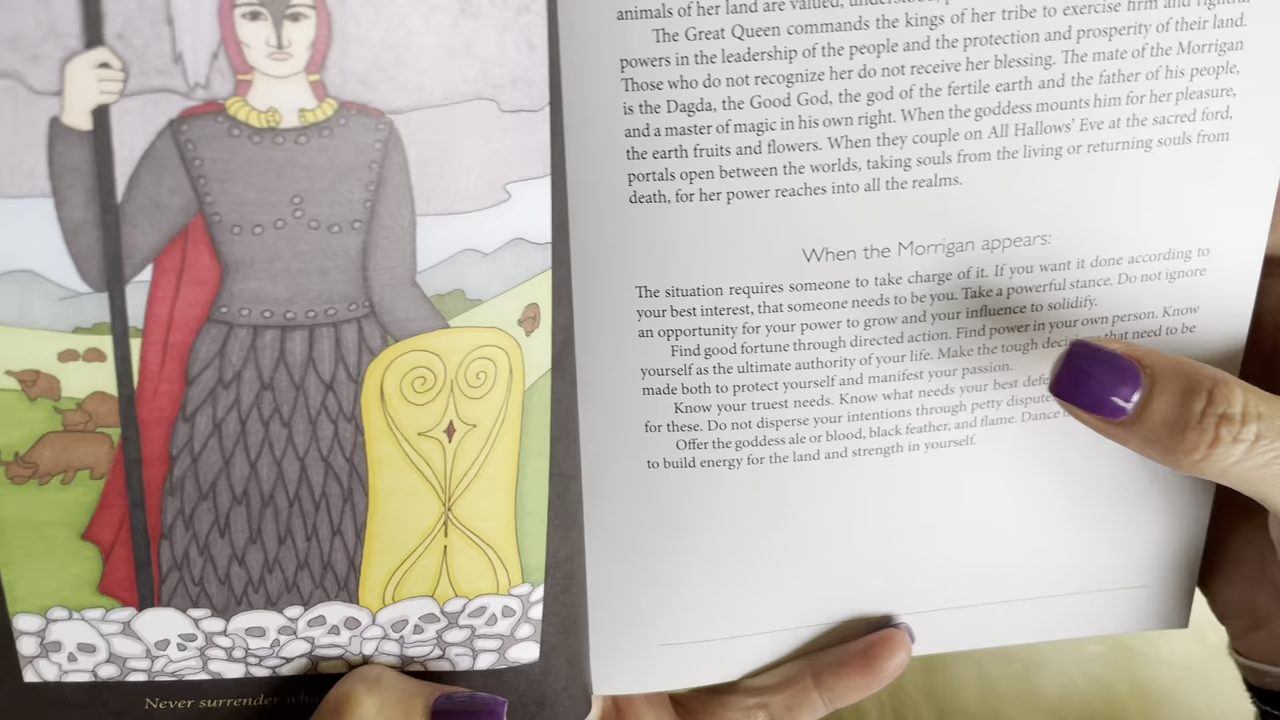 animals of her land are valued,
The Great Queen commands the kings of her tribe to exercise firm and
powers in the leadership of the people and the protection and prosperity of their land.
Those who do not recognize her do not receive her blessing. The mate of the Morrigan
is the Dagda, the Good God, the god of the fertile earth and the father of his people,
and a master of magic in his own right. When the goddess mounts him for her pleasure,
the earth fruits and flowers. When they couple on All Hallows' Eve at the sacred ford,
portals open between the worlds, taking souls from the living or returning souls from
death, for her power reaches into all the realms.
When the Morrigan appears:
The situation requires someone to take charge of it. If you want it done according to
your best interest, that someone needs to be you. Take a powerful stance. Do not ignore
an opportunity for your power to grow and your influence to solidify.
Find good fortune through directed action. Find power in your own person. Know
yourself as the ultimate authority of your life. Make the tough that need to be
made both to protect yourself and manifest your passion.
Know your truest needs. Know what needs your best
for these. Do not disperse your intentions through petty
Offer the goddess ale or blood, black feather, and flame. Dance
to build energy for the land and strength in yourself.
Never surrender